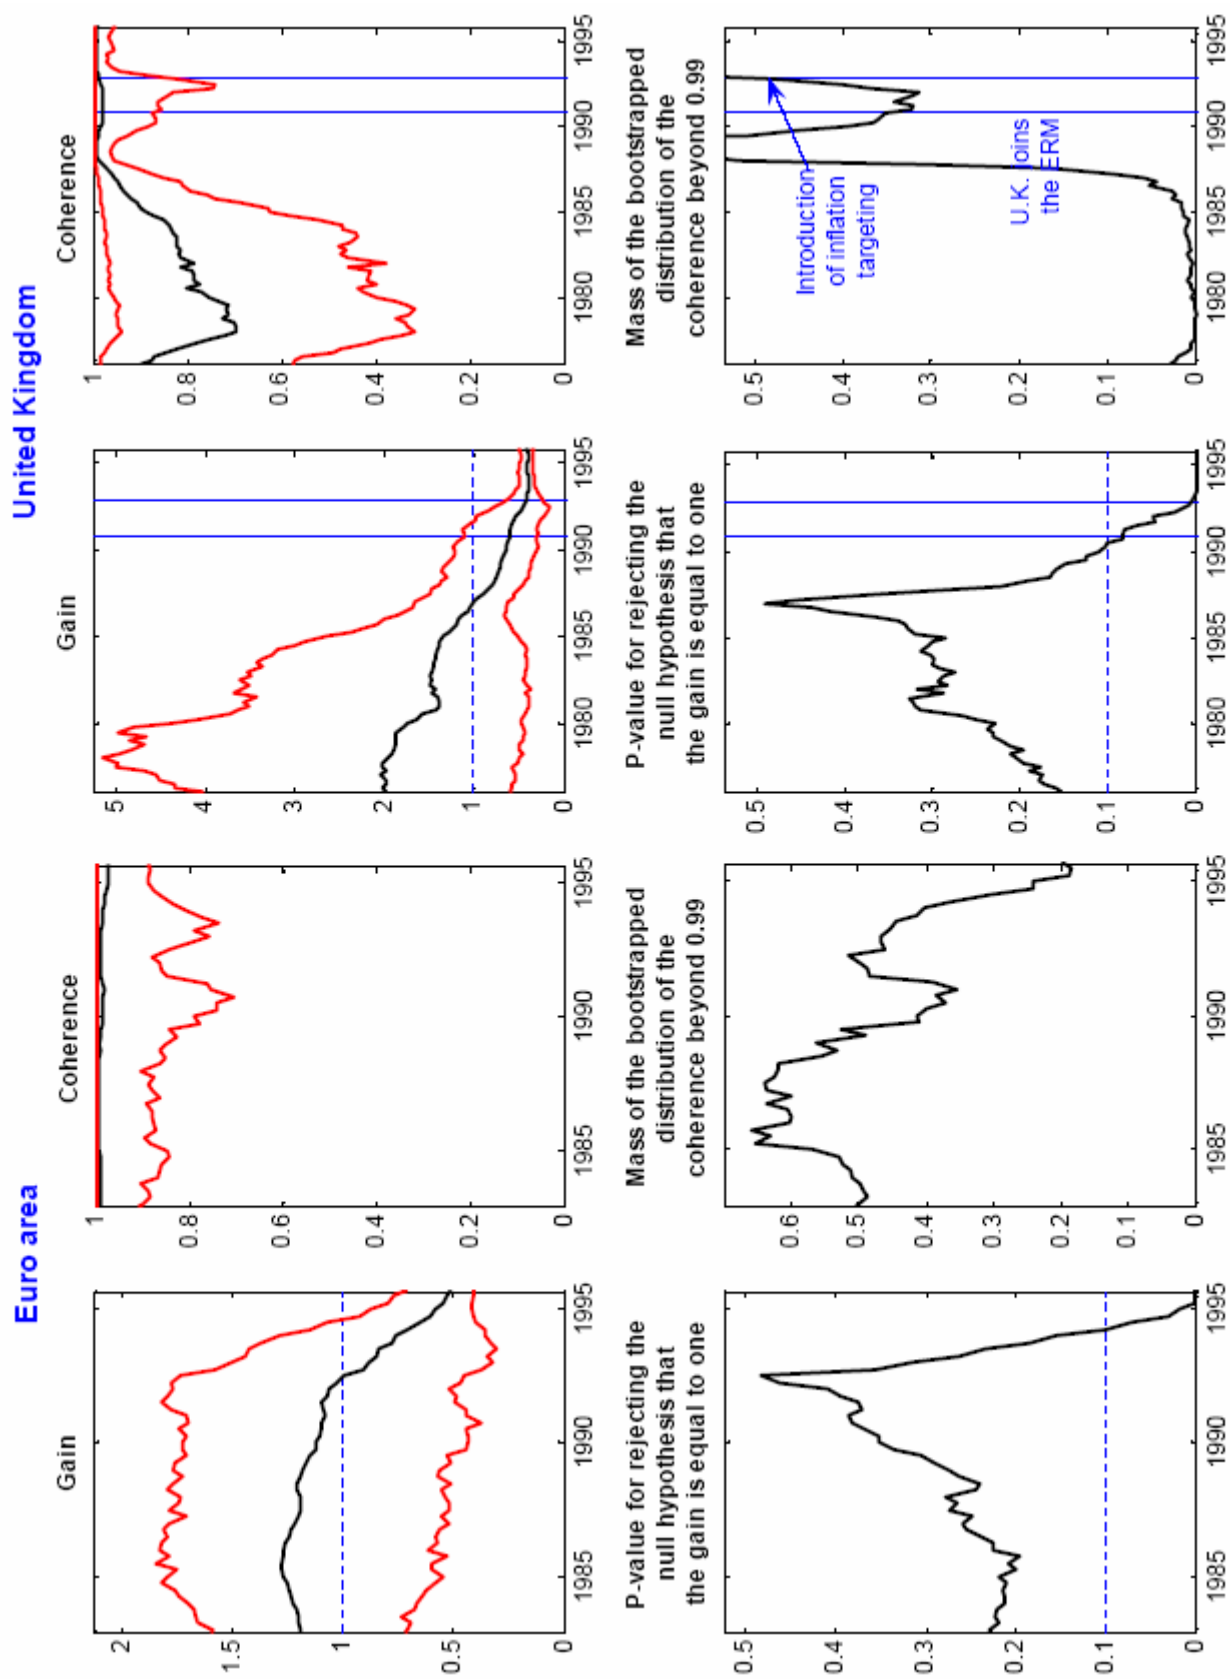 Euro area
United Kingdom
Gain
2
1.5
1
0.5
0
1985 1990 1995
Coherence
1
0.8
0.6
0.4
0.2
0
1985 1990 1995
Gain
5
4
3
2
1
0
1980 1985 1990 1995
Coherence
1
0.8
0.6
0.4
0.2
0
1980 1985 1990 1995
P-value for rejecting the
null hypothesis that
the gain is equal to one
0.5
0.4
0.3
0.2
0.1
0
1985 1990 1995
Mass of the bootstrapped
distribution of the
coherence beyond 0.99
0.6
0.5
0.4
0.3
0.2
0.1
0
1985 1990 1995
P-value for rejecting the
null hypothesis that
the gain is equal to one
0.5
0.4
0.3
0.2
0.1
0
1980 1985 1990 1995
Mass of the bootstrapped
distribution of the
coherence beyond 0.99
0.5
0.4
0.3
0.2
0.1
0
Introduction
of inflation
targeting
U.K. joins
the ERM
1980 1985 1990 1995